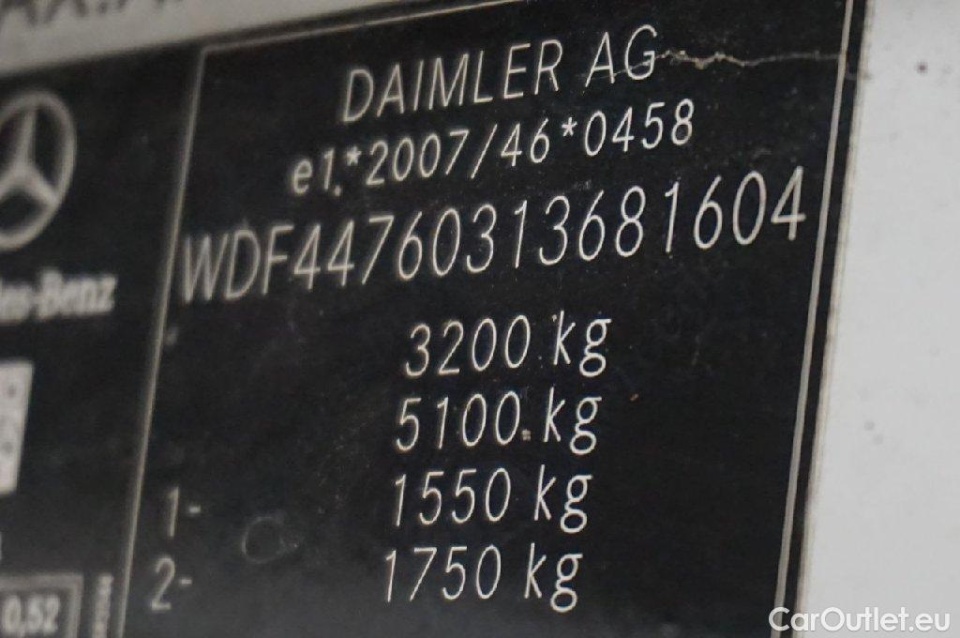 DAIMLER AG
e1*2007/46*0458
WDF44760313681604
3200 kg
5100 kg
1- 1550 kg
2- 1750 kg
0,52
CarOutlet.eu